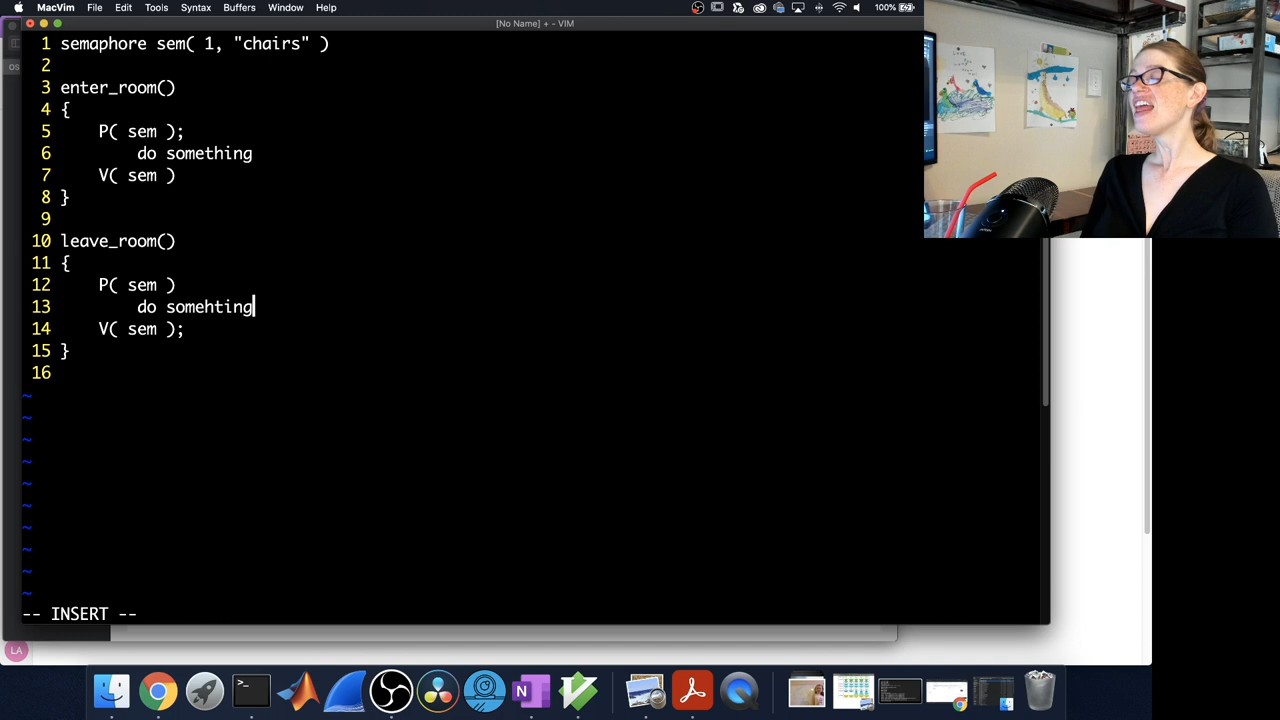 MacVim File Edit Tools Syntax Buffers Window Help 100%
[No Name] + - VIM
1 semaphore sem( 1, "chairs" )
2
3 enter_room()
4 {
5 P( sem );
6 do something
7 V( sem )
8 }
9
10 leave_room()
11 {
12 P( sem )
13 do somehting
14 V( sem );
15 }
16
~
~
~
~
~
~
~
~
~
~
-- INSERT --
LA